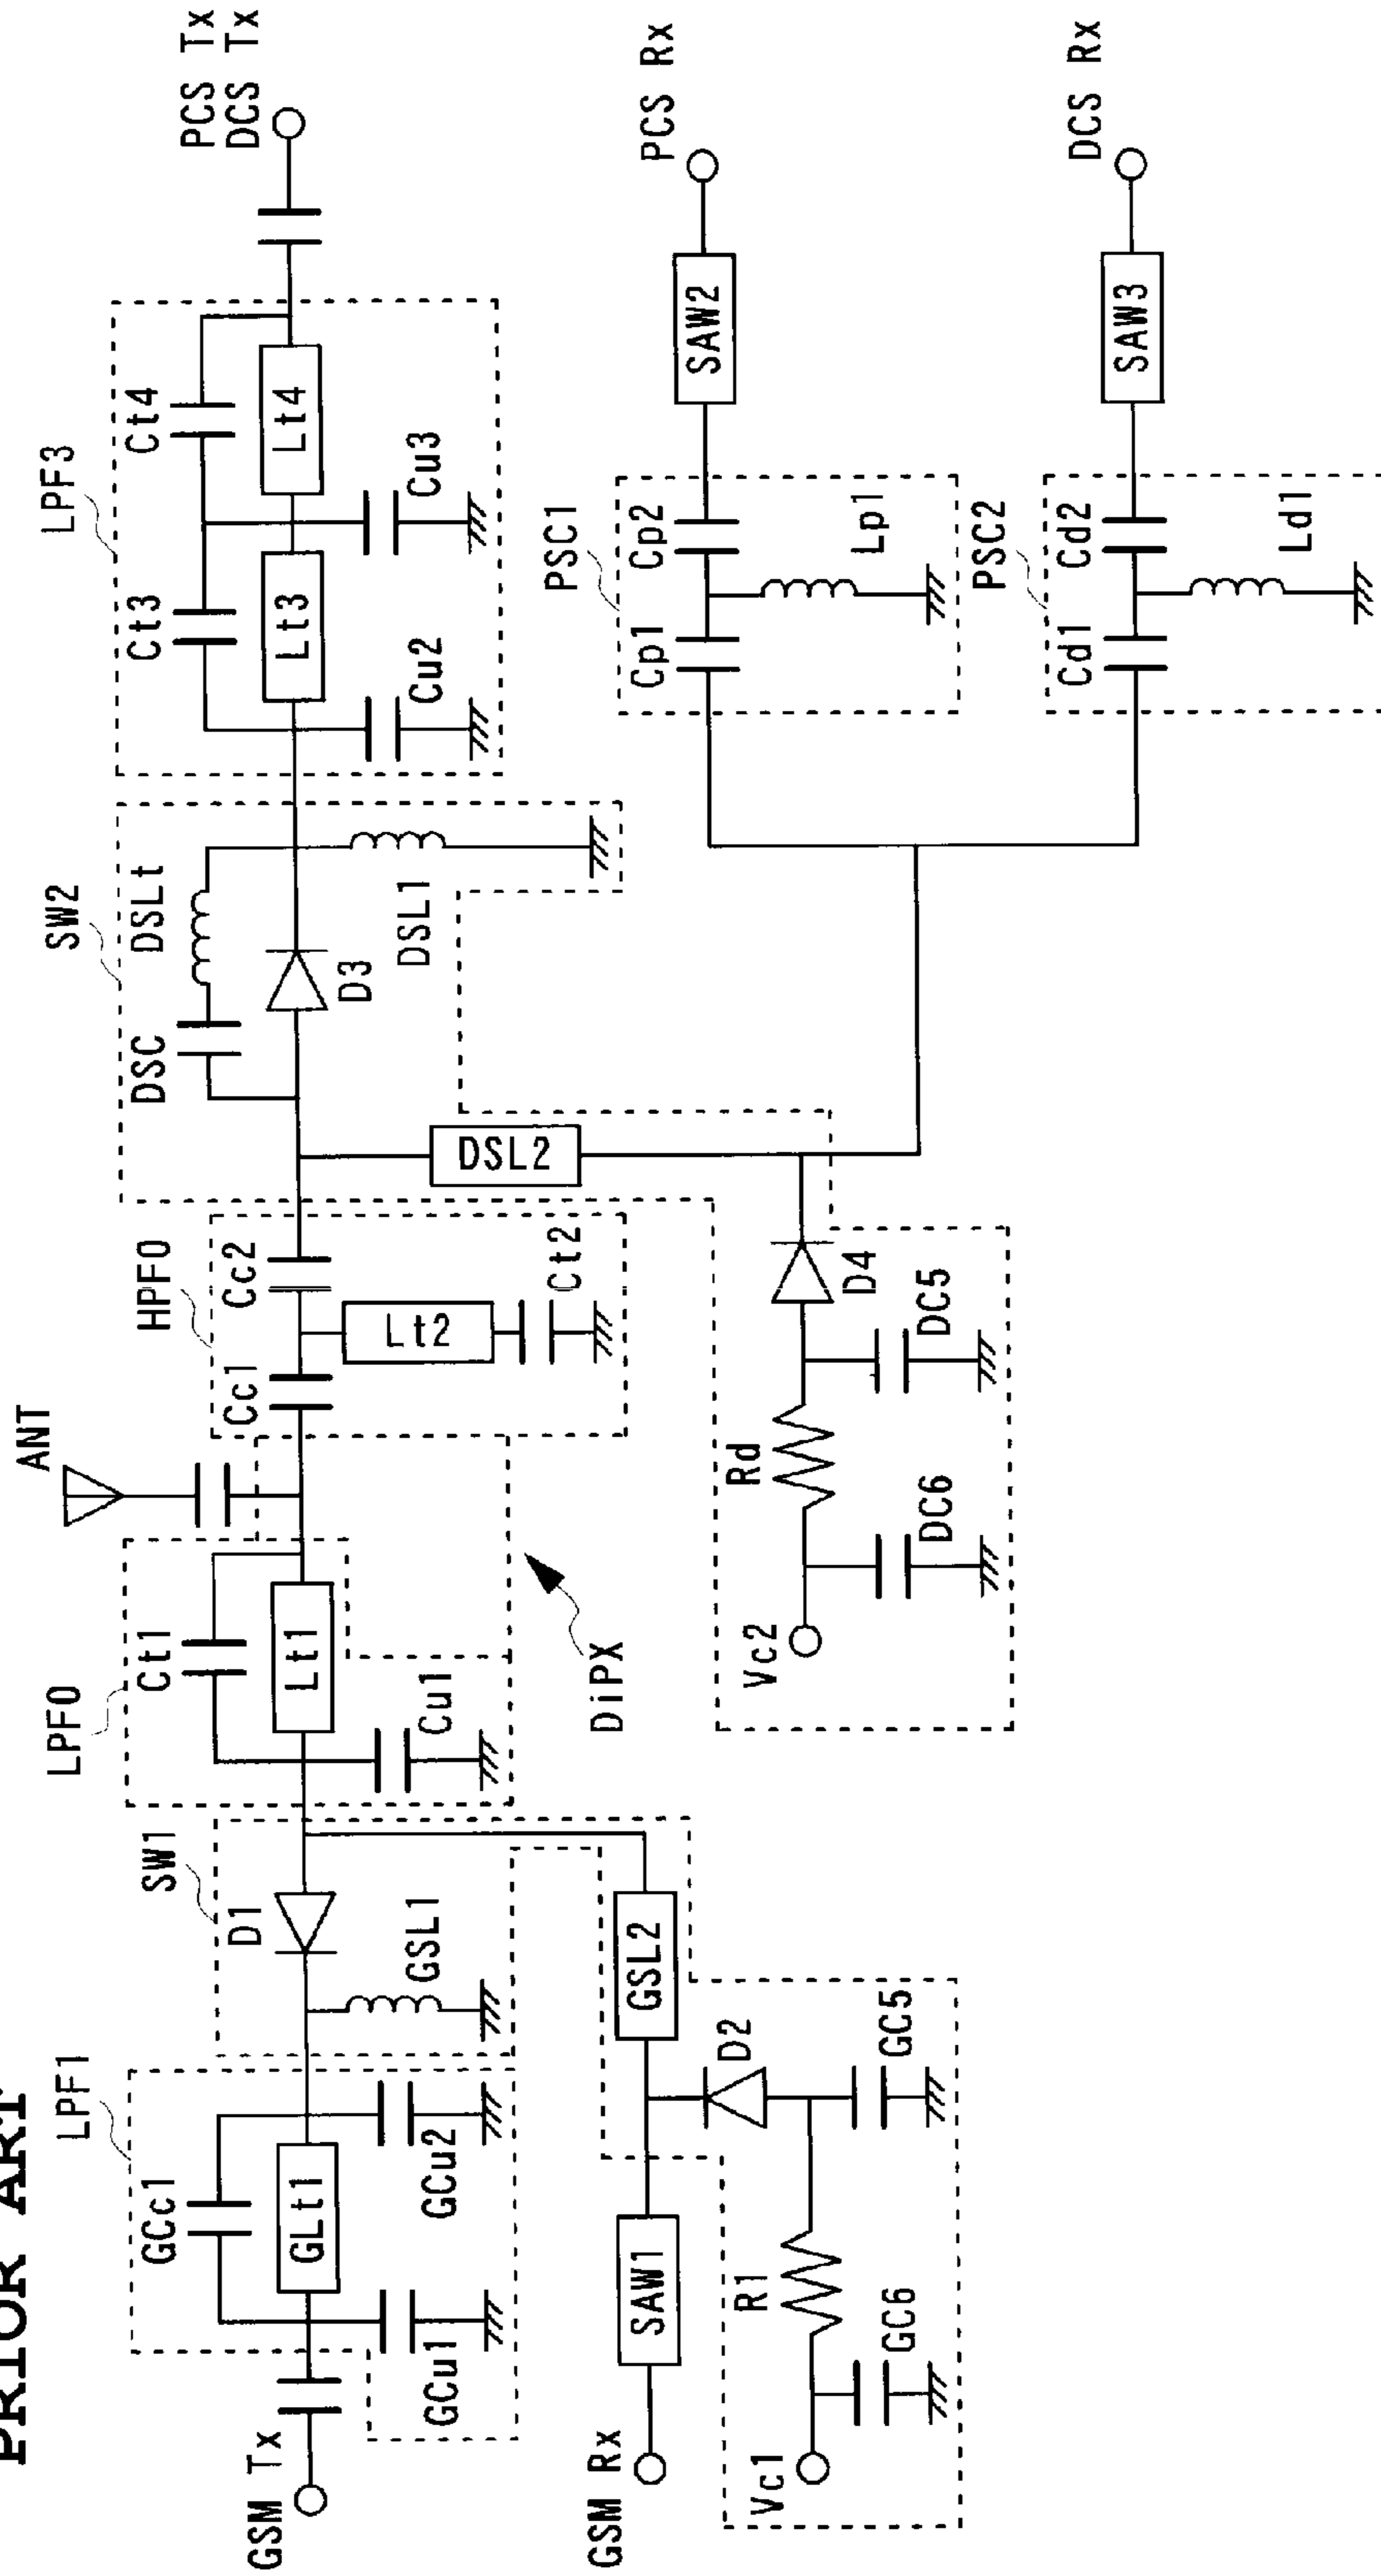 PRIOR ART
ANT
LPF1
SW1
LPF0
HPF0
SW2
LPF3
GSM Tx
GCc1
GLt1
GCu1
GCu2
D1
GSL1
Ct1
Lt1
Cu1
DiPX
Cc1
Cc2
Lt2
Ct2
DSC
DSLt
D3
DSL1
DSL2
Ct3
Ct4
Lt3
Lt4
Cu2
Cu3
PCS Tx
DCS Tx
GSM Rx
SAW1
GSL2
D2
GC5
R1
GC6
Vc1
Vc2
Rd
D4
DC5
DC6
PSC1
Cp1
Cp2
Lp1
SAW2
PCS Rx
PSC2
Cd1
Cd2
Ld1
SAW3
DCS Rx